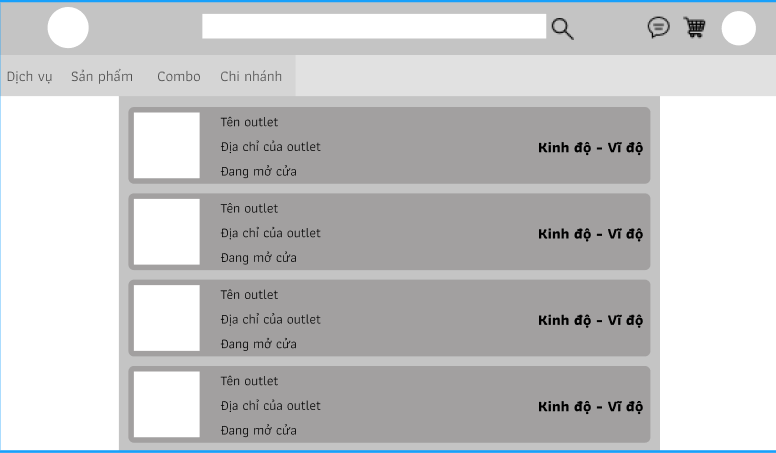 Dịch vụ Sản phẩm Combo Chi nhánh
Tên outlet
Địa chỉ của outlet
Kinh độ - Vĩ độ
Đang mở cửa
Tên outlet
Địa chỉ của outlet
Kinh độ - Vĩ độ
Đang mở cửa
Tên outlet
Địa chỉ của outlet
Kinh độ - Vĩ độ
Đang mở cửa
Tên outlet
Địa chỉ của outlet
Kinh độ - Vĩ độ
Đang mở cửa